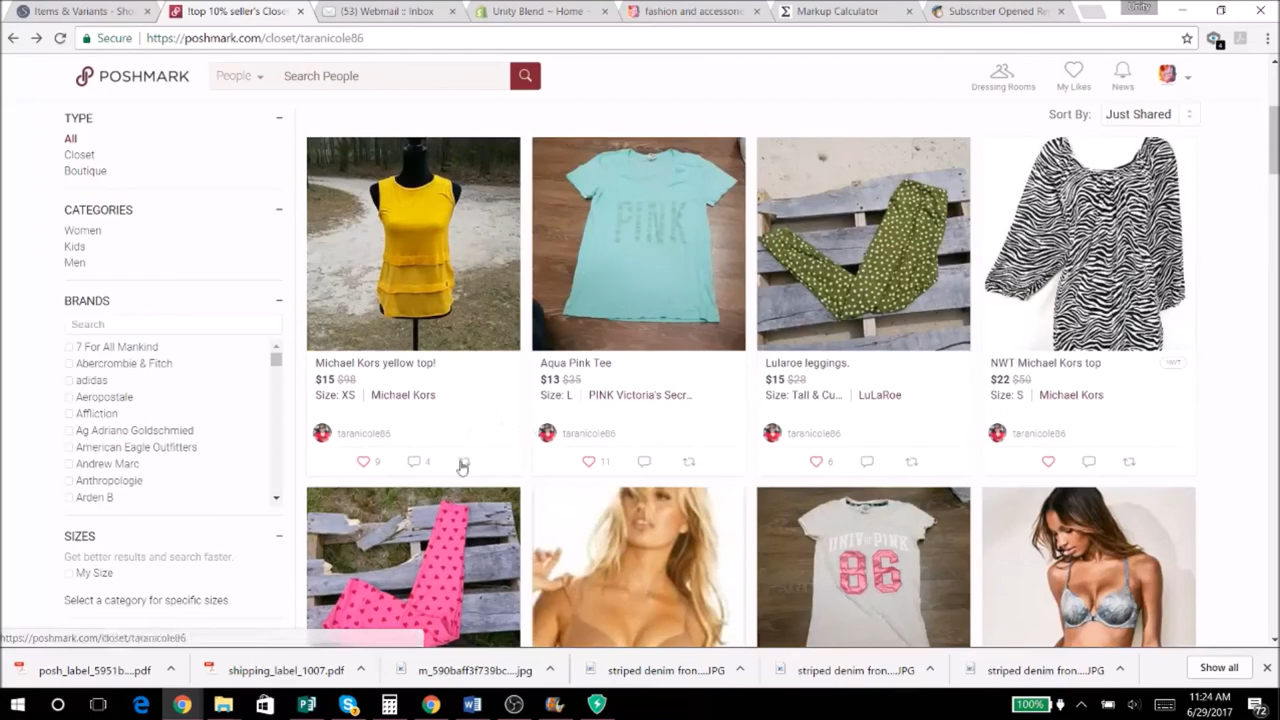 Items & Variants - Sho
!top 10% seller's Close
(53) Webmail :: Inbox
Unity Blend ~ Home ~
fashion and accessorie
Markup Calculator
Subscriber Opened Re
Unity
Secure https://poshmark.com/closet/taranicole86
4
POSHMARK
People
Search People
Dressing Rooms
My Likes
News
Sort By: Just Shared
TYPE
All
Closet
Boutique
CATEGORIES
Women
Kids
Men
BRANDS
Search
7 For All Mankind
Abercrombie & Fitch
adidas
Aeropostale
Affliction
Ag Adriano Goldschmied
American Eagle Outfitters
Andrew Marc
Anthropologie
Arden B
SIZES
Get better results and search faster.
My Size
Select a category for specific sizes.
PINK
Michael Kors yellow top!
$15 $98
Size: XS | Michael Kors
taranicole86
9 4
Aqua Pink Tee
$13 $35
Size: L | PINK Victoria's Secr...
taranicole86
11
Lularoe leggings.
$15 $28
Size: Tall & Cu... | LuLaRoe
taranicole86
6
NWT Michael Kors top
NWT
$22 $50
Size: S | Michael Kors
taranicole86
UNIV of PINK
86
https://poshmark.com/closet/taranicole86
posh_label_5951b....pdf
shipping_label_1007.pdf
m_590baff3f739bc....jpg
striped denim fron....JPG
striped denim fron....JPG
striped denim fron....JPG
Show all
100%
11:24 AM
6/29/2017
72